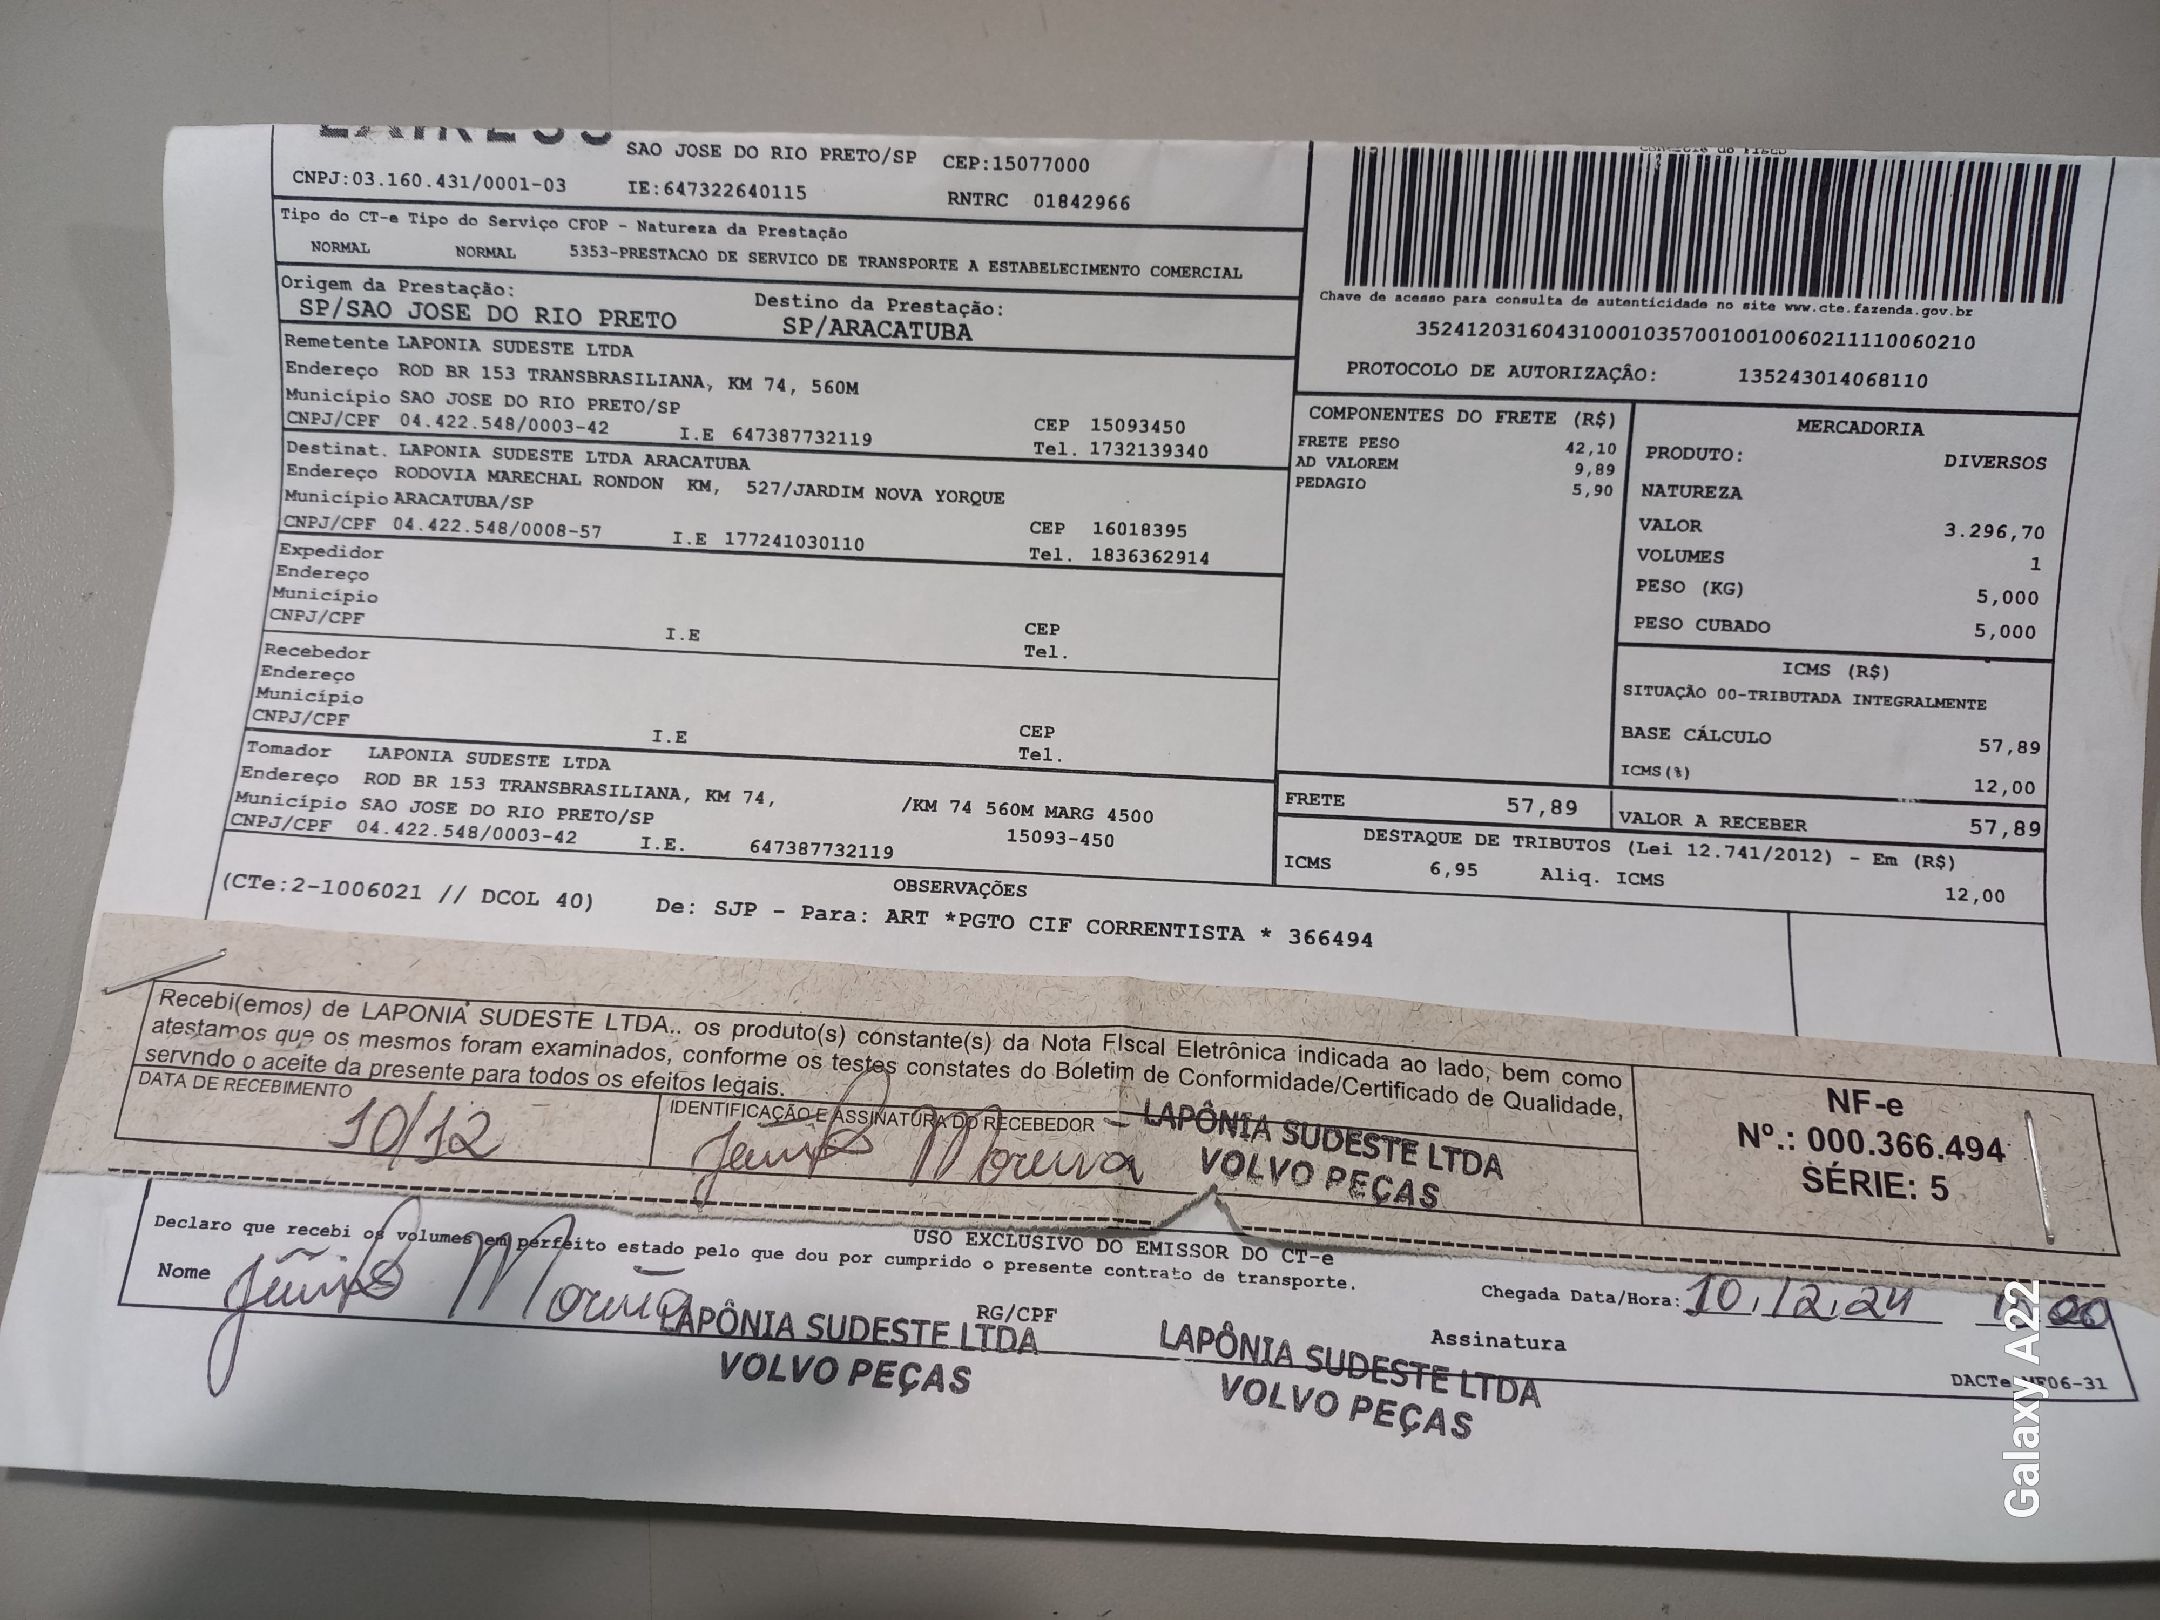 EXPRESS
SAO JOSE DO RIO PRETO/SP CEP:15077000
CNPJ:03.160.431/0001-03 IE:647322640115 RNTRC 01842966
Tipo do CT-e Tipo do Serviço CFOP - Natureza da Prestação
NORMAL NORMAL 5353-PRESTACAO DE SERVICO DE TRANSPORTE A ESTABELECIMENTO COMERCIAL
Origem da Prestação: Destino da Prestação:
SP/SAO JOSE DO RIO PRETO SP/ARACATUBA
Remetente LAPONIA SUDESTE LTDA
Endereço ROD BR 153 TRANSBRASILIANA, KM 74, 560M
Município SAO JOSE DO RIO PRETO/SP CEP 15093450
CNPJ/CPF 04.422.548/0003-42 I.E 647387732119 Tel. 1732139340
Destinat. LAPONIA SUDESTE LTDA ARACATUBA
Endereço RODOVIA MARECHAL RONDON KM, 527/JARDIM NOVA YORQUE
Município ARACATUBA/SP CEP 16018395
CNPJ/CPF 04.422.548/0008-57 I.E 177241030110 Tel. 1836362914
Expedidor
Endereço
Município CEP
CNPJ/CPF I.E Tel.
Recebedor
Endereço
Município CEP
CNPJ/CPF I.E Tel.
Tomador LAPONIA SUDESTE LTDA
Endereço ROD BR 153 TRANSBRASILIANA, KM 74, /KM 74 560M MARG 4500
Município SAO JOSE DO RIO PRETO/SP 15093-450
CNPJ/CPF 04.422.548/0003-42 I.E. 647387732119
Chave de acesso para consulta de autenticidade no site www.cte.fazenda.gov.br
35241203160431000103570010010060211110060210
PROTOCOLO DE AUTORIZAÇÂO: 135243014068110
COMPONENTES DO FRETE (R$)
FRETE PESO 42,10
AD VALOREM 9,89
PEDAGIO 5,90
MERCADORIA
PRODUTO: DIVERSOS
NATUREZA
VALOR 3.296,70
VOLUMES 1
PESO (KG) 5,000
PESO CUBADO 5,000
ICMS (R$)
SITUAÇÃO 00-TRIBUTADA INTEGRALMENTE
BASE CÁLCULO 57,89
ICMS(%) 12,00
FRETE 57,89 VALOR A RECEBER 57,89
DESTAQUE DE TRIBUTOS (Lei 12.741/2012) - Em (R$)
ICMS 6,95 Aliq. ICMS 12,00
OBSERVAÇÕES
(CTe:2-1006021 // DCOL 40) De: SJP - Para: ART *PGTO CIF CORRENTISTA * 366494
Recebi(emos) de LAPONIA SUDESTE LTDA.. os produto(s) constante(s) da Nota FIscal Eletrônica indicada ao lado, bem como
atestamos que os mesmos foram examinados, conforme os testes constates do Boletim de Conformidade/Certificado de Qualidade,
servndo o aceite da presente para todos os efeitos legais.
DATA DE RECEBIMENTO IDENTIFICAÇÃO E ASSINATURA DO RECEBEDOR
10/12 Moreira
LAPÔNIA SUDESTE LTDA
VOLVO PEÇAS
NF-e
Nº.: 000.366.494
SÉRIE: 5
USO EXCLUSIVO DO EMISSOR DO CT-e
Declaro que recebi os volumes em perfeito estado pelo que dou por cumprido o presente contrato de transporte.
Nome Moreira RG/CPF Assinatura
Chegada Data/Hora: 10.12.24
LAPÔNIA SUDESTE LTDA
VOLVO PEÇAS
LAPÔNIA SUDESTE LTDA
VOLVO PEÇAS
Galaxy A22